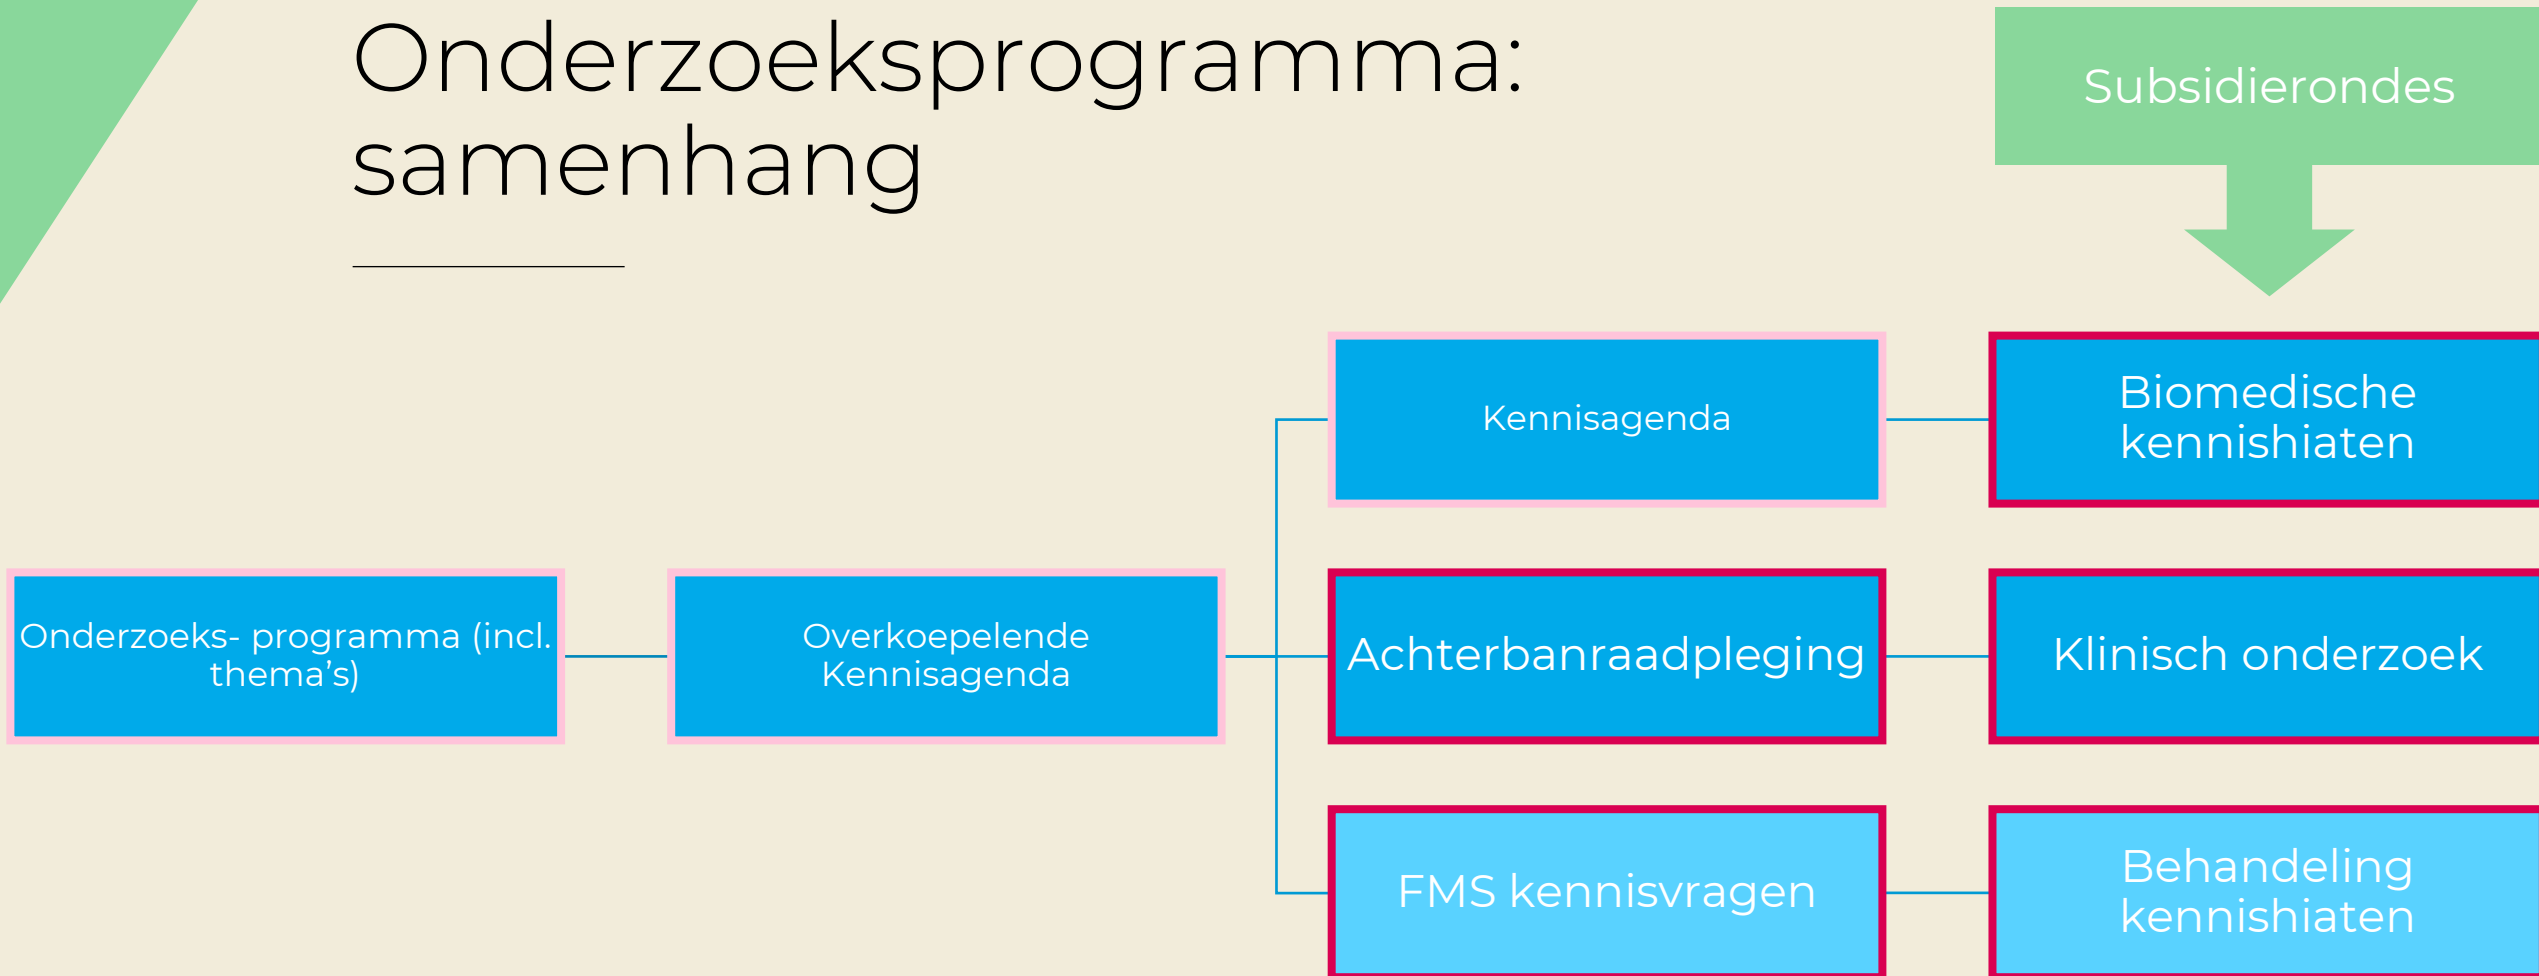 Onderzoeksprogramma:
samenhang
Subsidierondes
Kennisagenda
Biomedische
kennishiaten
Onderzoeks- programma (incl.
thema’s)
Overkoepelende
Kennisagenda
Achterbanraadpleging
Klinisch onderzoek
FMS kennisvragen
Behandeling
kennishiaten